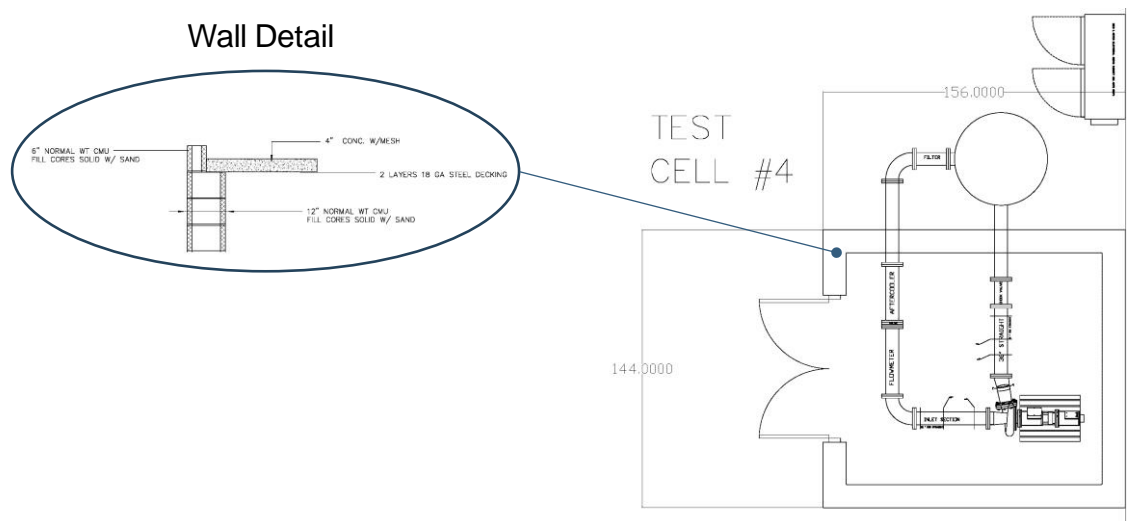 Wall Detail
6" NORMAL WT CMU
FILL CORES SOLID W/ SAND
4" CONC. W/MESH
2 LAYERS 18 GA STEEL DECKING
12" NORMAL WT CMU
FILL CORES SOLID W/ SAND
TEST
CELL #4
156.0000
FILTER
AFTERCOOLER
36" STRAIGHT
144.0000
FLOWMETER
INLET SECTION